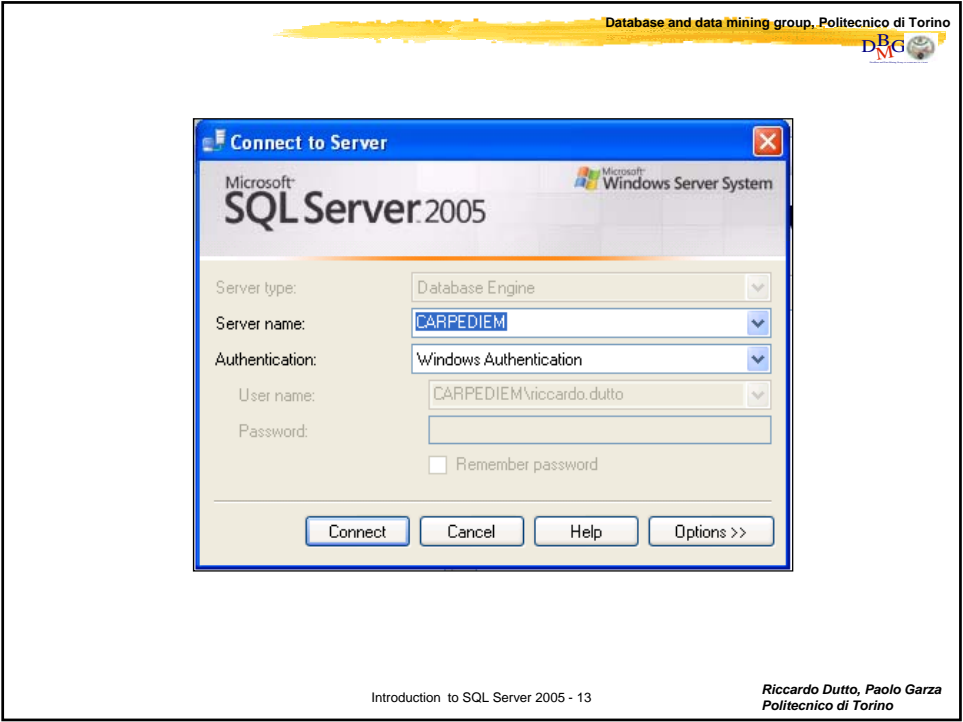 Database and data mining group, Politecnico di Torino
DBMG
Connect to Server
Microsoft
SQL Server 2005
Microsoft
Windows Server System
Server type: Database Engine
Server name: CARPEDIEM
Authentication: Windows Authentication
User name: CARPEDIEM\riccardo.dutto
Password:
Remember password
Connect Cancel Help Options >>
Introduction to SQL Server 2005 - 13
Riccardo Dutto, Paolo Garza
Politecnico di Torino